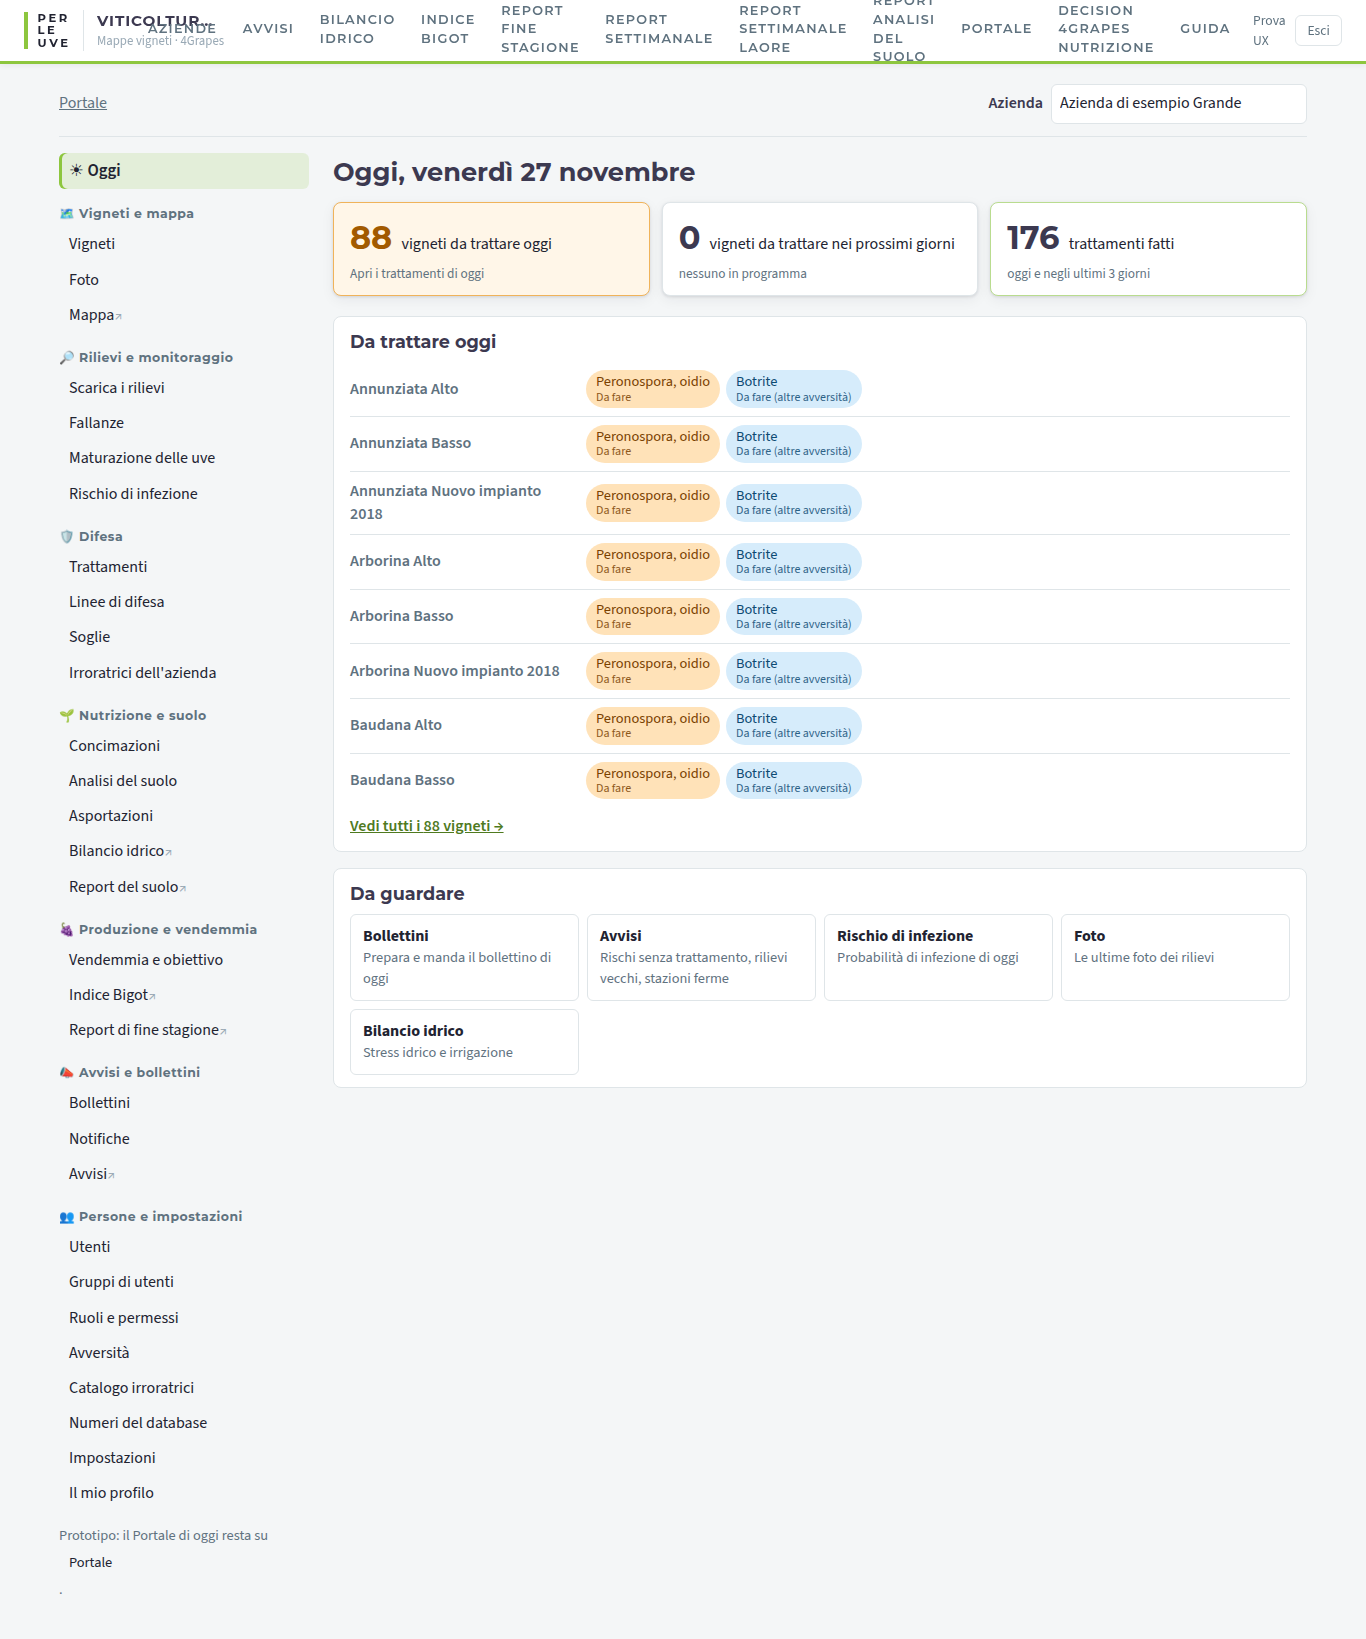 PER
LE
UVE
VITICOLTUR...
Mappe vigneti · 4Grapes
AZIENDE
AVVISI
BILANCIO
IDRICO
INDICE
BIGOT
REPORT
FINE
STAGIONE
REPORT
SETTIMANALE
REPORT
SETTIMANALE
LAORE
REPORT
ANALISI
DEL
SUOLO
PORTALE
DECISION
4GRAPES
NUTRIZIONE
GUIDA
Prova
UX
Esci
Portale
Azienda
Azienda di esempio Grande
☀ Oggi
🗺️ Vigneti e mappa
Vigneti
Foto
Mappa↗
🔎 Rilievi e monitoraggio
Scarica i rilievi
Fallanze
Maturazione delle uve
Rischio di infezione
🛡️ Difesa
Trattamenti
Linee di difesa
Soglie
Irroratrici dell'azienda
🌱 Nutrizione e suolo
Concimazioni
Analisi del suolo
Asportazioni
Bilancio idrico↗
Report del suolo↗
🍇 Produzione e vendemmia
Vendemmia e obiettivo
Indice Bigot↗
Report di fine stagione↗
📣 Avvisi e bollettini
Bollettini
Notifiche
Avvisi↗
👥 Persone e impostazioni
Utenti
Gruppi di utenti
Ruoli e permessi
Avversità
Catalogo irroratrici
Numeri del database
Impostazioni
Il mio profilo
Prototipo: il Portale di oggi resta su
Portale
.
Oggi, venerdì 27 novembre
88 vigneti da trattare oggi
Apri i trattamenti di oggi
0 vigneti da trattare nei prossimi giorni
nessuno in programma
176 trattamenti fatti
oggi e negli ultimi 3 giorni
Da trattare oggi
Annunziata Alto
Peronospora, oidio
Da fare
Botrite
Da fare (altre avversità)
Annunziata Basso
Peronospora, oidio
Da fare
Botrite
Da fare (altre avversità)
Annunziata Nuovo impianto
2018
Peronospora, oidio
Da fare
Botrite
Da fare (altre avversità)
Arborina Alto
Peronospora, oidio
Da fare
Botrite
Da fare (altre avversità)
Arborina Basso
Peronospora, oidio
Da fare
Botrite
Da fare (altre avversità)
Arborina Nuovo impianto 2018
Peronospora, oidio
Da fare
Botrite
Da fare (altre avversità)
Baudana Alto
Peronospora, oidio
Da fare
Botrite
Da fare (altre avversità)
Baudana Basso
Peronospora, oidio
Da fare
Botrite
Da fare (altre avversità)
Vedi tutti i 88 vigneti →
Da guardare
Bollettini
Prepara e manda il bollettino di
oggi
Avvisi
Rischi senza trattamento, rilievi
vecchi, stazioni ferme
Rischio di infezione
Probabilità di infezione di oggi
Foto
Le ultime foto dei rilievi
Bilancio idrico
Stress idrico e irrigazione